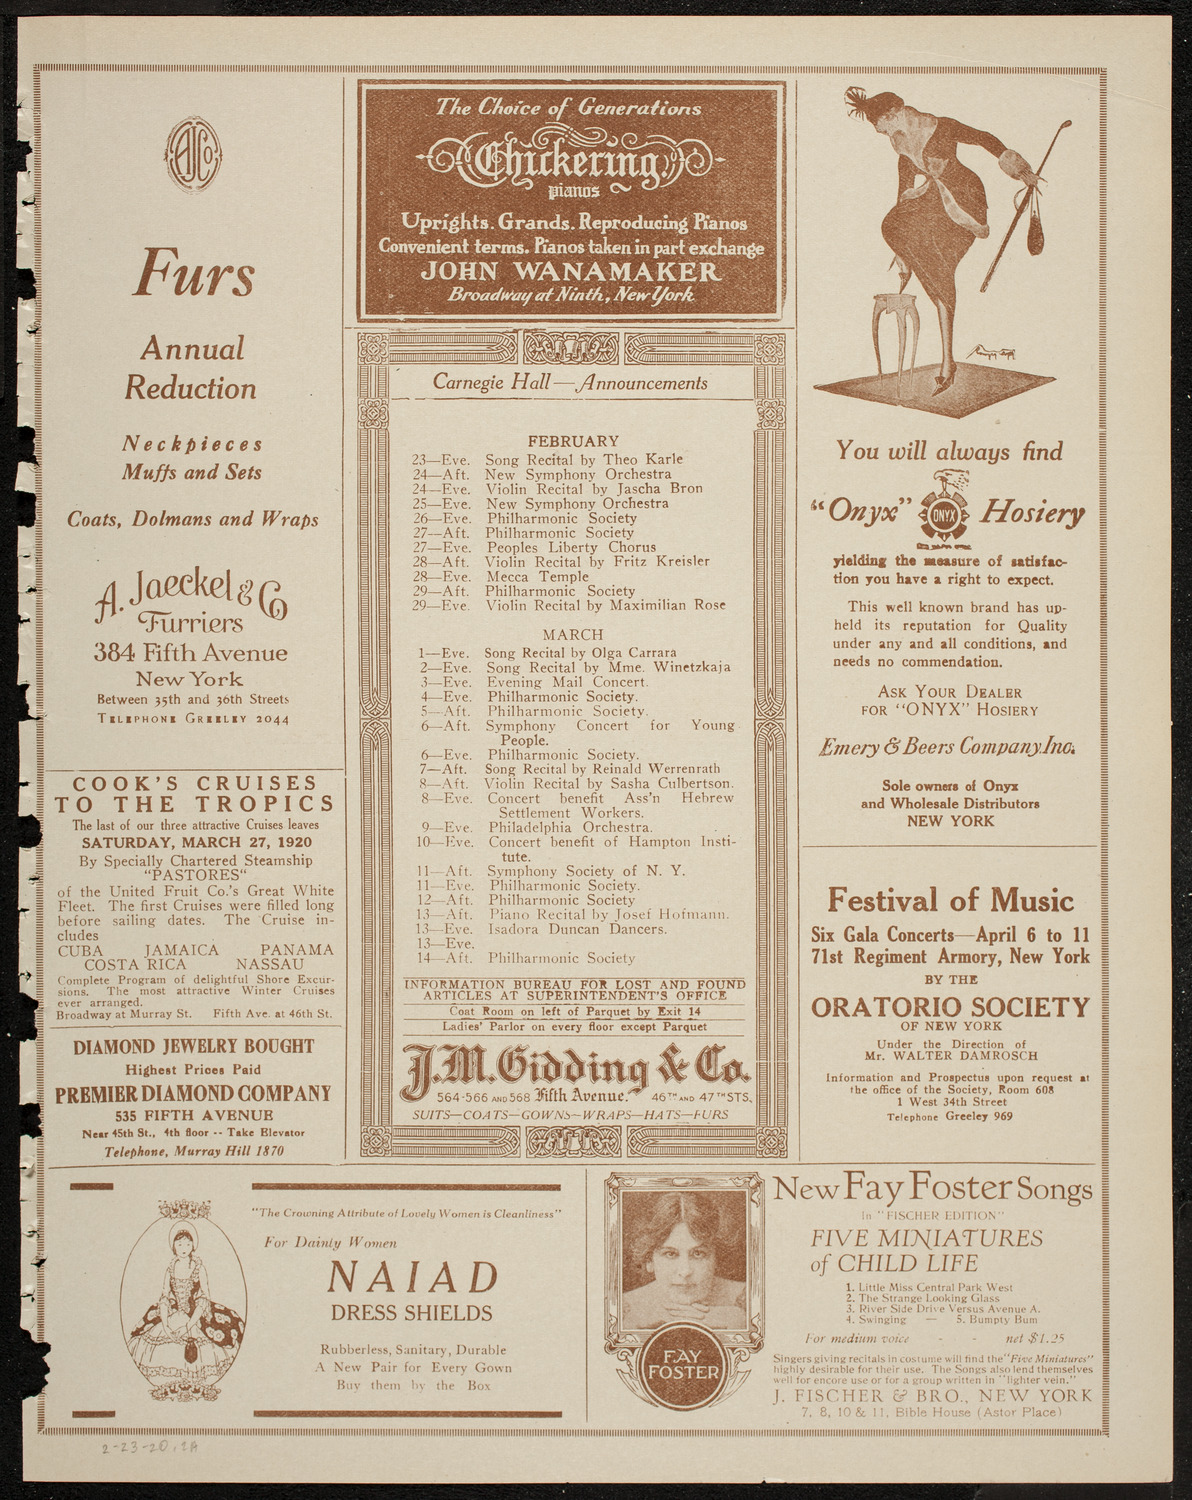 AJCo
Furs
Annual
Reduction
Neckpieces
Muffs and Sets
Coats, Dolmans and Wraps
A. Jaeckel & Co
Furriers
384 Fifth Avenue
New York
Between 35th and 36th Streets
TELEPHONE GREELEY 2044
COOK'S CRUISES
TO THE TROPICS
The last of our three attractive Cruises leaves
SATURDAY, MARCH 27, 1920
By Specially Chartered Steamship
"PASTORES"
of the United Fruit Co.'s Great White
Fleet. The first Cruises were filled long
before sailing dates. The Cruise in-
cludes
CUBA JAMAICA PANAMA
COSTA RICA NASSAU
Complete Program of delightful Shore Excur-
sions. The most attractive Winter Cruises
ever arranged.
Broadway at Murray St. Fifth Ave. at 46th St.
DIAMOND JEWELRY BOUGHT
Highest Prices Paid
PREMIER DIAMOND COMPANY
535 FIFTH AVENUE
Near 45th St., 4th floor -- Take Elevator
Telephone, Murray Hill 1870
The Choice of Generations
Chickering
pianos
Uprights. Grands. Reproducing Pianos
Convenient terms. Pianos taken in part exchange
JOHN WANAMAKER
Broadway at Ninth, New York
Carnegie Hall—Announcements
FEBRUARY
23—Eve. Song Recital by Theo Karle
24—Aft. New Symphony Orchestra
24—Eve. Violin Recital by Jascha Bron
25—Eve. New Symphony Orchestra
26—Eve. Philharmonic Society
27—Aft. Philharmonic Society
27—Eve. Peoples Liberty Chorus
28—Aft. Violin Recital by Fritz Kreisler
28—Eve. Mecca Temple
29—Aft. Philharmonic Society
29—Eve. Violin Recital by Maximilian Rose
MARCH
1—Eve. Song Recital by Olga Carrara
2—Eve. Song Recital by Mme. Winetzkaja
3—Eve. Evening Mail Concert.
4—Eve. Philharmonic Society.
5—Aft. Philharmonic Society.
6—Aft. Symphony Concert for Young
People.
6—Eve. Philharmonic Society.
7—Aft. Song Recital by Reinald Werrenrath
8—Aft. Violin Recital by Sasha Culbertson.
8—Eve. Concert benefit Ass'n Hebrew
Settlement Workers.
9—Eve. Philadelphia Orchestra.
10—Eve. Concert benefit of Hampton Insti-
tute.
11—Aft. Symphony Society of N. Y.
11—Eve. Philharmonic Society.
12—Aft. Philharmonic Society
13—Aft. Piano Recital by Josef Hofmann.
13—Eve. Isadora Duncan Dancers.
13—Eve.
14—Aft. Philharmonic Society
INFORMATION BUREAU FOR LOST AND FOUND
ARTICLES AT SUPERINTENDENT'S OFFICE
Coat Room on left of Parquet by Exit 14
Ladies' Parlor on every floor except Parquet
J.M. Gidding & Co.
564-566 AND 568 Fifth Avenue. 46TH AND 47TH STS.
SUITS—COATS—GOWNS—WRAPS—HATS—FURS
You will always find
"Onyx" ONYX Hosiery
yielding the measure of satisfac-
tion you have a right to expect.
This well known brand has up-
held its reputation for Quality
under any and all conditions, and
needs no commendation.
ASK YOUR DEALER
FOR "ONYX" HOSIERY
Emery & Beers Company.Inc.
Sole owners of Onyx
and Wholesale Distributors
NEW YORK
Festival of Music
Six Gala Concerts—April 6 to 11
71st Regiment Armory, New York
BY THE
ORATORIO SOCIETY
OF NEW YORK
Under the Direction of
Mr. WALTER DAMROSCH
Information and Prospectus upon request at
the office of the Society, Room 608
1 West 34th Street
Telephone Greeley 969
"The Crowning Attribute of Lovely Women is Cleanliness"
For Dainty Women
NAIAD
DRESS SHIELDS
Rubberless, Sanitary, Durable
A New Pair for Every Gown
Buy them by the Box
FAY
FOSTER
New Fay Foster Songs
In "FISCHER EDITION"
FIVE MINIATURES
of CHILD LIFE
1. Little Miss Central Park West
2. The Strange Looking Glass
3. River Side Drive Versus Avenue A.
4. Swinging — 5. Bumpty Bum
For medium voice - - net $1.25
Singers giving recitals in costume will find the "Five Miniatures"
highly desirable for their use. The Songs also lend themselves
well for encore use or for a group written in "lighter vein."
J. FISCHER & BRO., NEW YORK
7, 8, 10 & 11, Bible House (Astor Place)